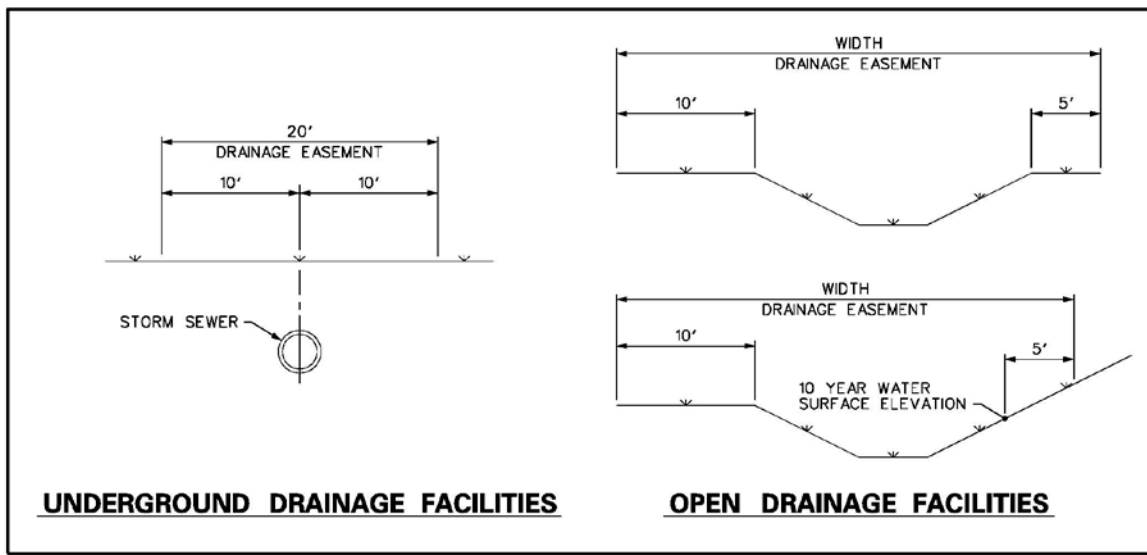 20'
DRAINAGE EASEMENT
10' 10'
STORM SEWER
UNDERGROUND DRAINAGE FACILITIES
WIDTH
DRAINAGE EASEMENT
10' 5'
WIDTH
DRAINAGE EASEMENT
10' 5'
10 YEAR WATER
SURFACE ELEVATION
OPEN DRAINAGE FACILITIES